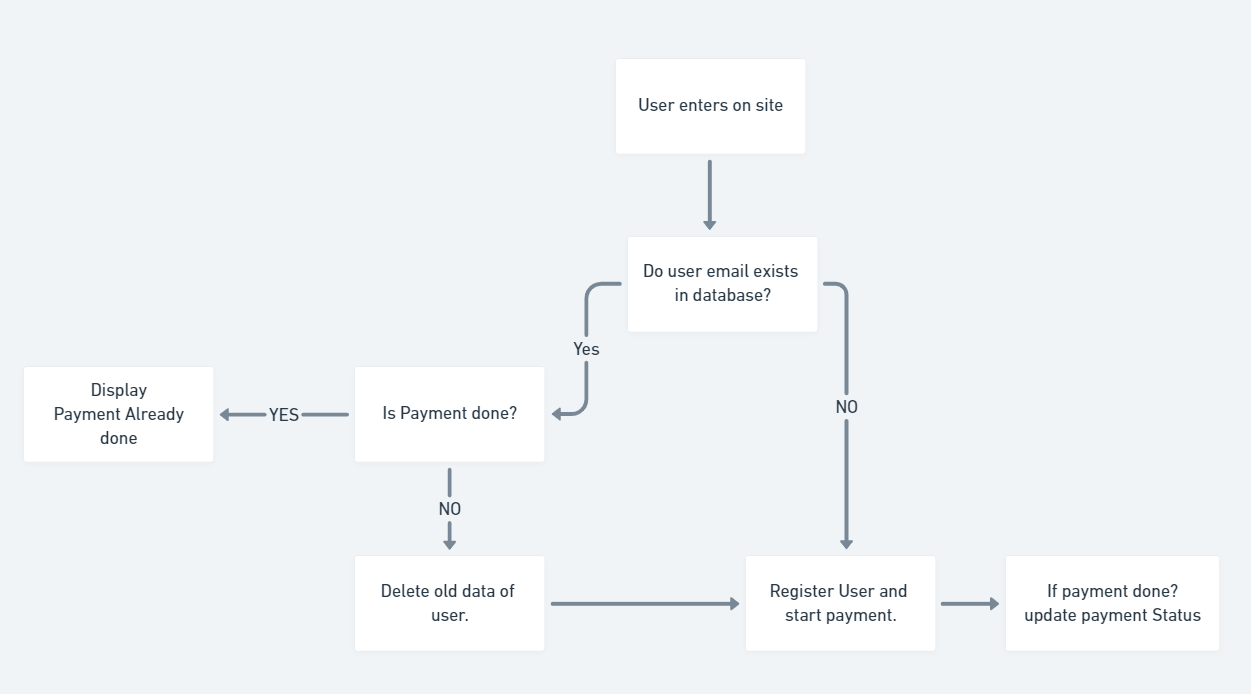 User enters on site
Do user email exists
in database?
Yes
NO
Display
Payment Already
done
YES
Is Payment done?
NO
Delete old data of
user.
Register User and
start payment.
If payment done?
update payment Status